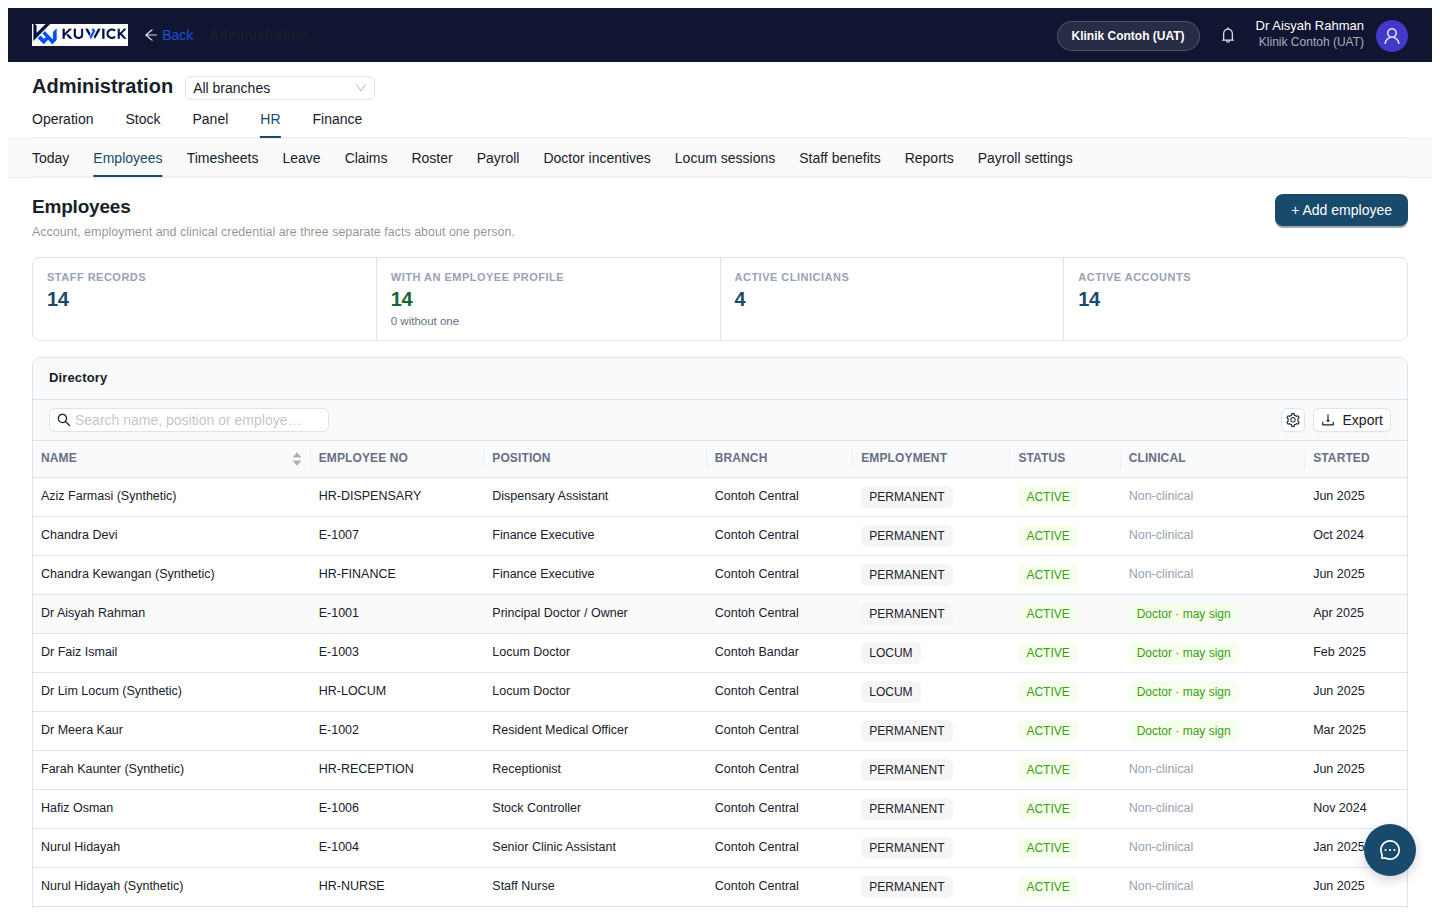 KUWICK
Back
Administration
Klinik Contoh (UAT)
Dr Aisyah Rahman
Klinik Contoh (UAT)
Administration
All branches
Operation Stock Panel HR Finance
Today Employees Timesheets Leave Claims Roster Payroll Doctor incentives Locum sessions Staff benefits Reports Payroll settings
Employees
+ Add employee
Account, employment and clinical credential are three separate facts about one person.
STAFF RECORDS WITH AN EMPLOYEE PROFILE ACTIVE CLINICIANS ACTIVE ACCOUNTS
14 14 4 14
0 without one
Directory
Search name, position or employe…
Export
NAME EMPLOYEE NO POSITION BRANCH EMPLOYMENT STATUS CLINICAL STARTED
Aziz Farmasi (Synthetic) HR-DISPENSARY Dispensary Assistant Contoh Central PERMANENT ACTIVE Non-clinical Jun 2025
Chandra Devi E-1007 Finance Executive Contoh Central PERMANENT ACTIVE Non-clinical Oct 2024
Chandra Kewangan (Synthetic) HR-FINANCE Finance Executive Contoh Central PERMANENT ACTIVE Non-clinical Jun 2025
Dr Aisyah Rahman E-1001 Principal Doctor / Owner Contoh Central PERMANENT ACTIVE Doctor · may sign Apr 2025
Dr Faiz Ismail E-1003 Locum Doctor Contoh Bandar LOCUM ACTIVE Doctor · may sign Feb 2025
Dr Lim Locum (Synthetic) HR-LOCUM Locum Doctor Contoh Central LOCUM ACTIVE Doctor · may sign Jun 2025
Dr Meera Kaur E-1002 Resident Medical Officer Contoh Central PERMANENT ACTIVE Doctor · may sign Mar 2025
Farah Kaunter (Synthetic) HR-RECEPTION Receptionist Contoh Central PERMANENT ACTIVE Non-clinical Jun 2025
Hafiz Osman E-1006 Stock Controller Contoh Central PERMANENT ACTIVE Non-clinical Nov 2024
Nurul Hidayah E-1004 Senior Clinic Assistant Contoh Central PERMANENT ACTIVE Non-clinical Jan 2025
Nurul Hidayah (Synthetic) HR-NURSE Staff Nurse Contoh Central PERMANENT ACTIVE Non-clinical Jun 2025